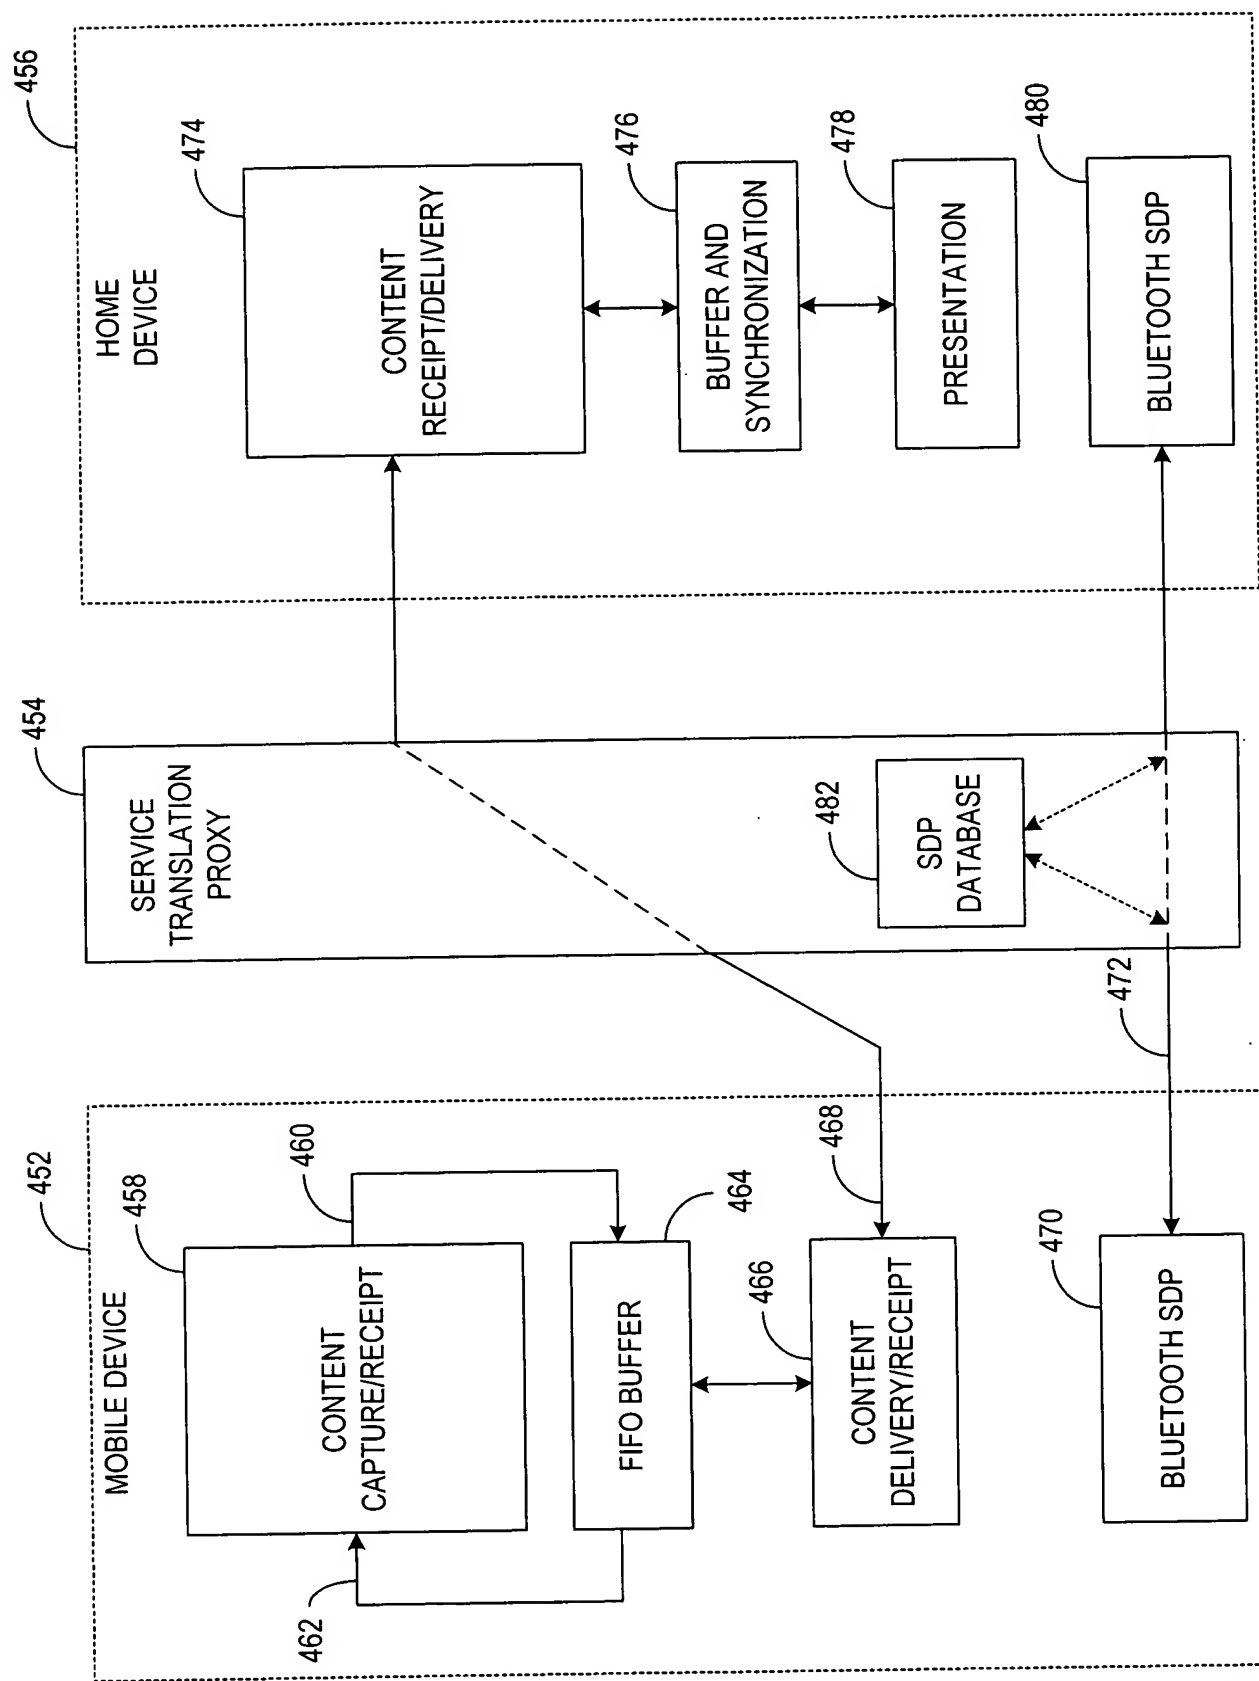 MOBILE DEVICE
452
458
CONTENT
CAPTURE/RECEIPT
460
462
FIFO BUFFER
464
466
CONTENT
DELIVERY/RECEIPT
468
470
BLUETOOTH SDP
472
454
SERVICE
TRANSLATION
PROXY
482
SDP
DATABASE
456
HOME
DEVICE
474
CONTENT
RECEIPT/DELIVERY
476
BUFFER AND
SYNCHRONIZATION
478
PRESENTATION
480
BLUETOOTH SDP